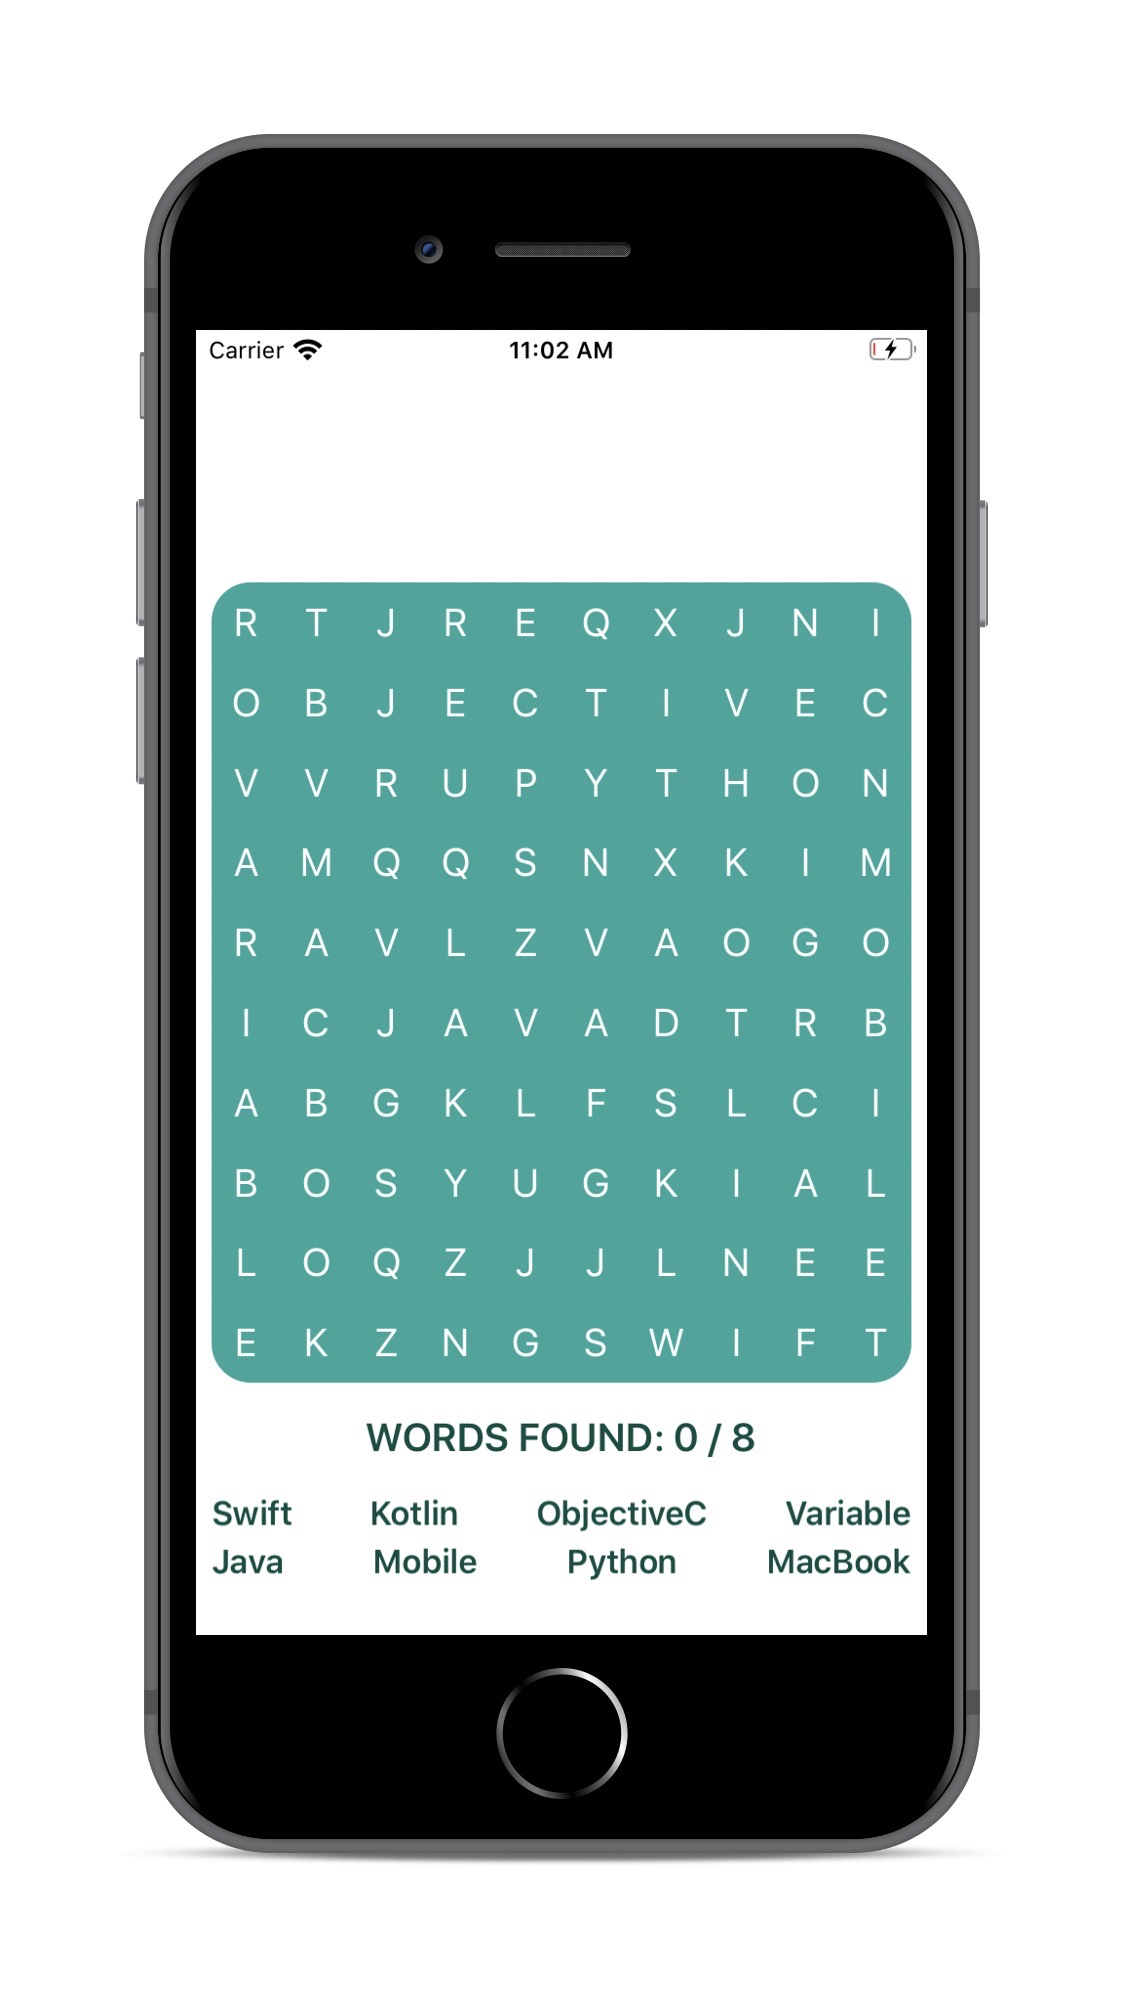 Carrier 11:02 AM
R T J R E Q X J N I
O B J E C T I V E C
V V R U P Y T H O N
A M Q Q S N X K I M
R A V L Z V A O G O
I C J A V A D T R B
A B G K L F S L C I
B O S Y U G K I A L
L O Q Z J J L N E E
E K Z N G S W I F T
WORDS FOUND: 0 / 8
Swift Kotlin ObjectiveC Variable
Java Mobile Python MacBook